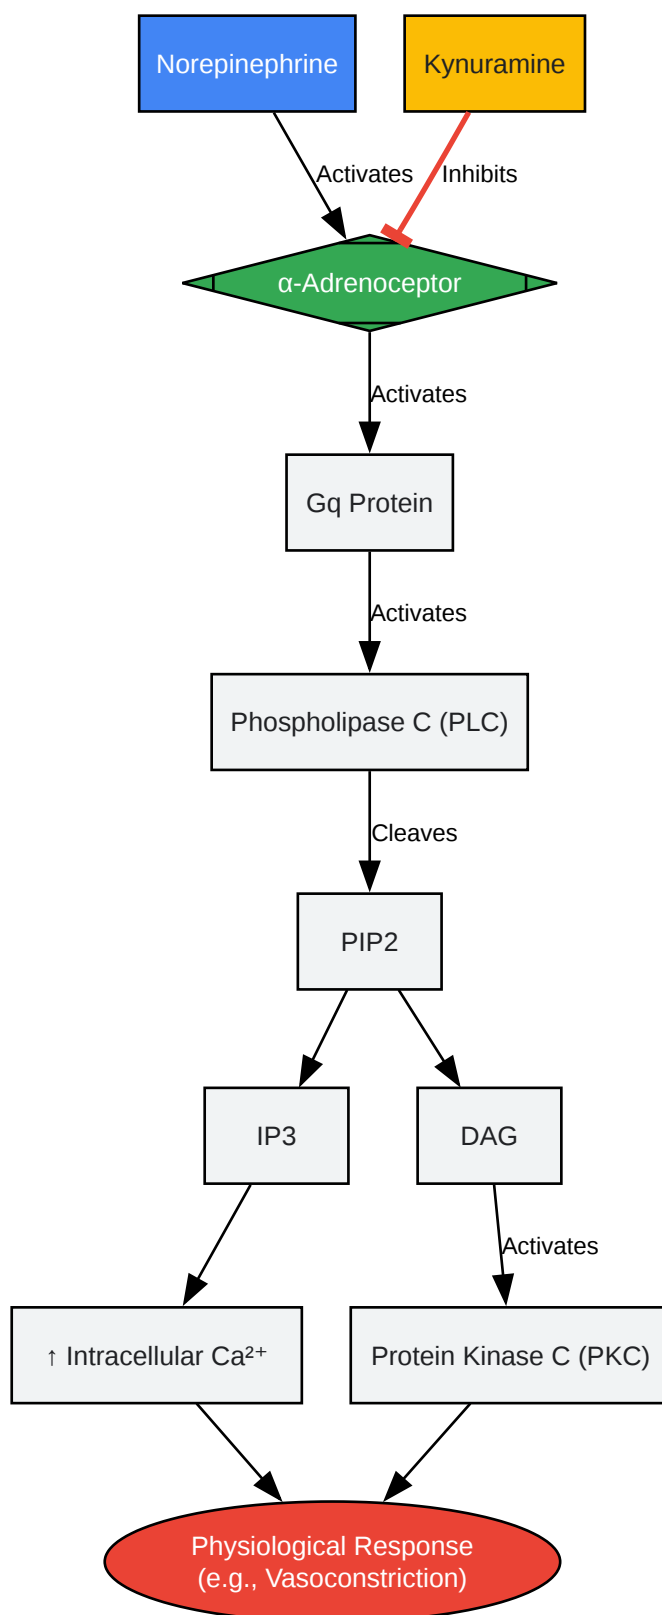 Norepinephrine
Kynuramine
Activates
Inhibits
α-Adrenoceptor
Activates
Gq Protein
Activates
Phospholipase C (PLC)
Cleaves
PIP2
IP3
DAG
Activates
↑ Intracellular Ca²⁺
Protein Kinase C (PKC)
Physiological Response
(e.g., Vasoconstriction)